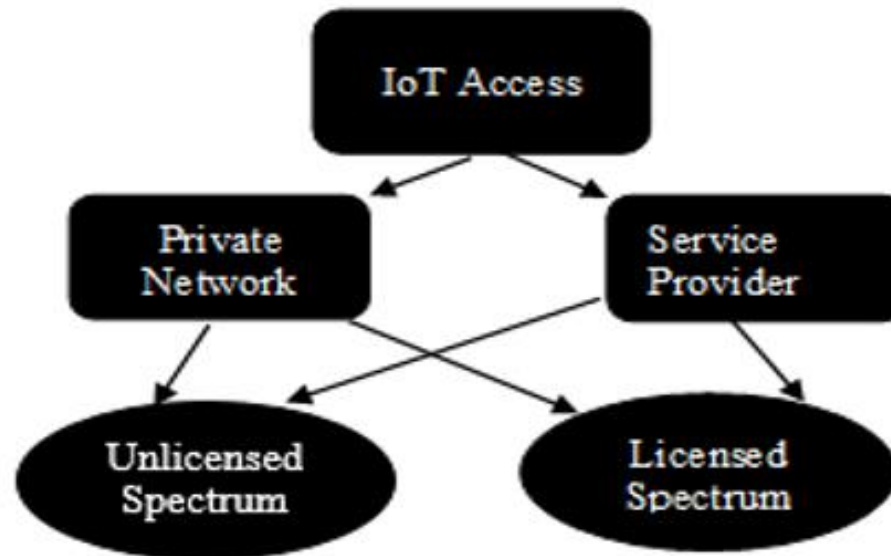 IoT Access
Private
Network
Service
Provider
Unlicensed
Spectrum
Licensed
Spectrum